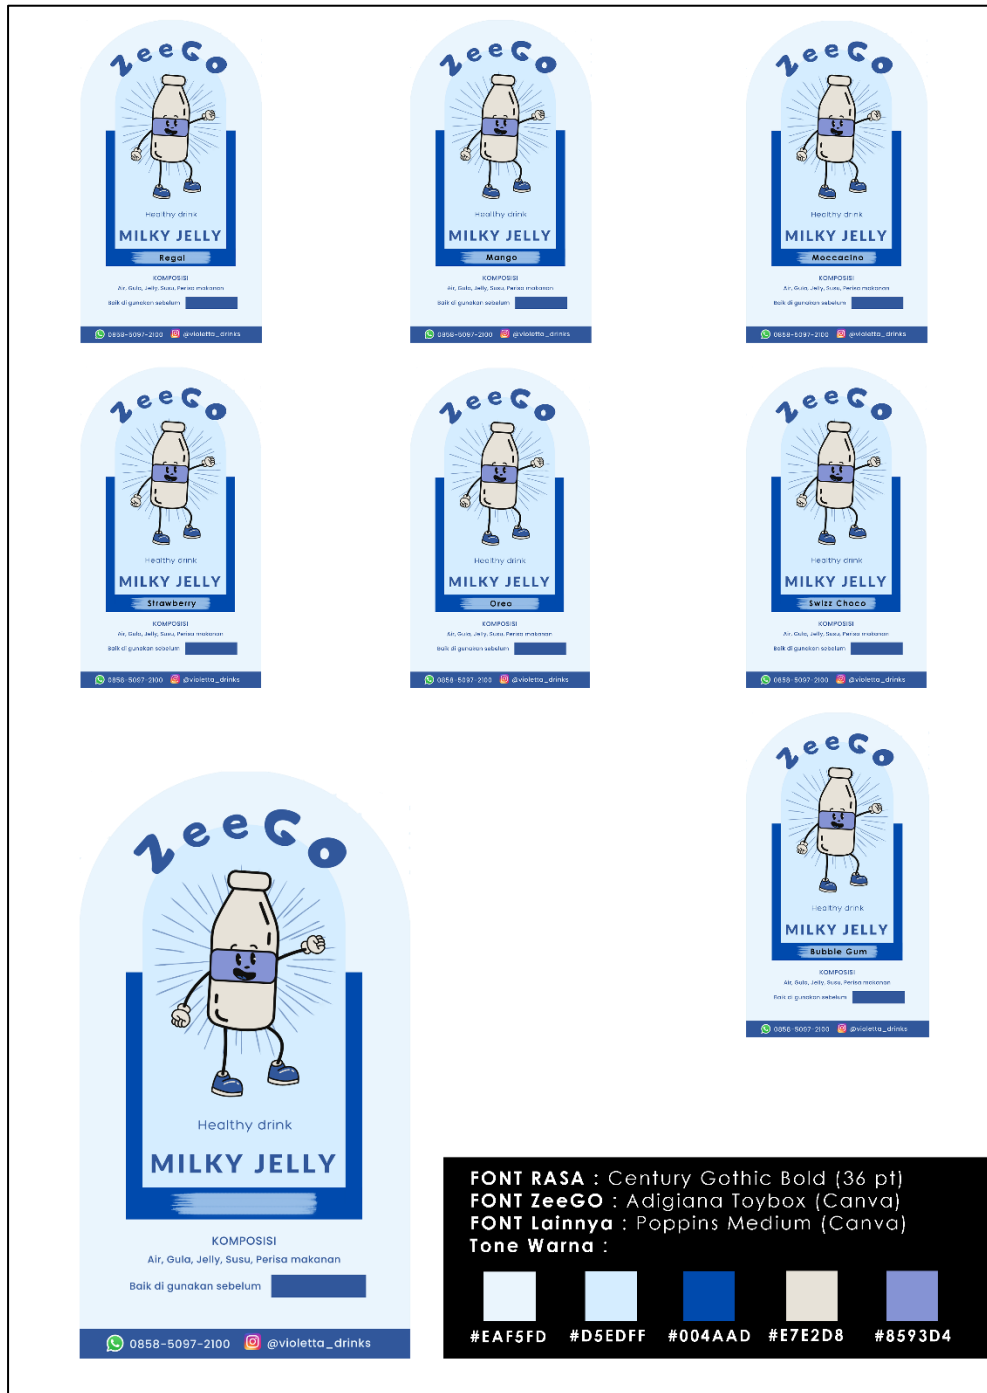 ZeeGO
Healthy drink
MILKY JELLY
Regal
KOMPOSISI
Air, Gula, Jelly, Susu, Perisa makanan
Baik di gunakan sebelum
0858-5097-2100 @violetta_drinks
ZeeGO
Healthy drink
MILKY JELLY
Mango
KOMPOSISI
Air, Gula, Jelly, Susu, Perisa makanan
Baik di gunakan sebelum
0858-5097-2100 @violetta_drinks
ZeeGO
Healthy drink
MILKY JELLY
Moccacino
KOMPOSISI
Air, Gula, Jelly, Susu, Perisa makanan
Baik di gunakan sebelum
0858-5097-2100 @violetta_drinks
ZeeGO
Healthy drink
MILKY JELLY
Strawberry
KOMPOSISI
Air, Gula, Jelly, Susu, Perisa makanan
Baik di gunakan sebelum
0858-5097-2100 @violetta_drinks
ZeeGO
Healthy drink
MILKY JELLY
Oreo
KOMPOSISI
Air, Gula, Jelly, Susu, Perisa makanan
Baik di gunakan sebelum
0858-5097-2100 @violetta_drinks
ZeeGO
Healthy drink
MILKY JELLY
Swizz Choco
KOMPOSISI
Air, Gula, Jelly, Susu, Perisa makanan
Baik di gunakan sebelum
0858-5097-2100 @violetta_drinks
ZeeGO
Healthy drink
MILKY JELLY
Bubble Gum
KOMPOSISI
Air, Gula, Jelly, Susu, Perisa makanan
Baik di gunakan sebelum
0858-5097-2100 @violetta_drinks
ZeeGO
Healthy drink
MILKY JELLY
KOMPOSISI
Air, Gula, Jelly, Susu, Perisa makanan
Baik di gunakan sebelum
0858-5097-2100 @violetta_drinks
FONT RASA : Century Gothic Bold (36 pt)
FONT ZeeGO : Adigiana Toybox (Canva)
FONT Lainnya : Poppins Medium (Canva)
Tone Warna :
#EAF5FD #D5EDFF #004AAD #E7E2D8 #8593D4